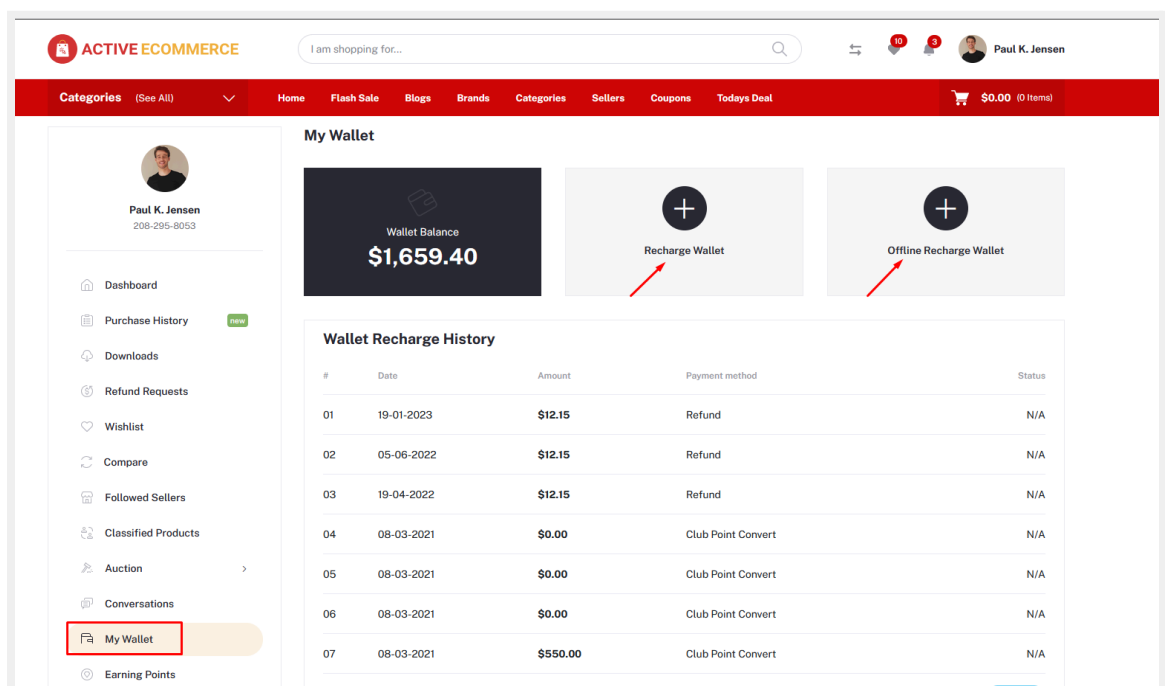 ACTIVE ECOMMERCE
I am shopping for...
10
3
Paul K. Jensen
Categories (See All)
Home Flash Sale Blogs Brands Categories Sellers Coupons Todays Deal
$0.00 (0 Items)
Paul K. Jensen
208-295-8053
Dashboard
Purchase History new
Downloads
Refund Requests
Wishlist
Compare
Followed Sellers
Classified Products
Auction
Conversations
My Wallet
Earning Points
My Wallet
Wallet Balance
$1,659.40
Recharge Wallet
Offline Recharge Wallet
Wallet Recharge History
# Date Amount Payment method Status
01 19-01-2023 $12.15 Refund N/A
02 05-06-2022 $12.15 Refund N/A
03 19-04-2022 $12.15 Refund N/A
04 08-03-2021 $0.00 Club Point Convert N/A
05 08-03-2021 $0.00 Club Point Convert N/A
06 08-03-2021 $0.00 Club Point Convert N/A
07 08-03-2021 $550.00 Club Point Convert N/A